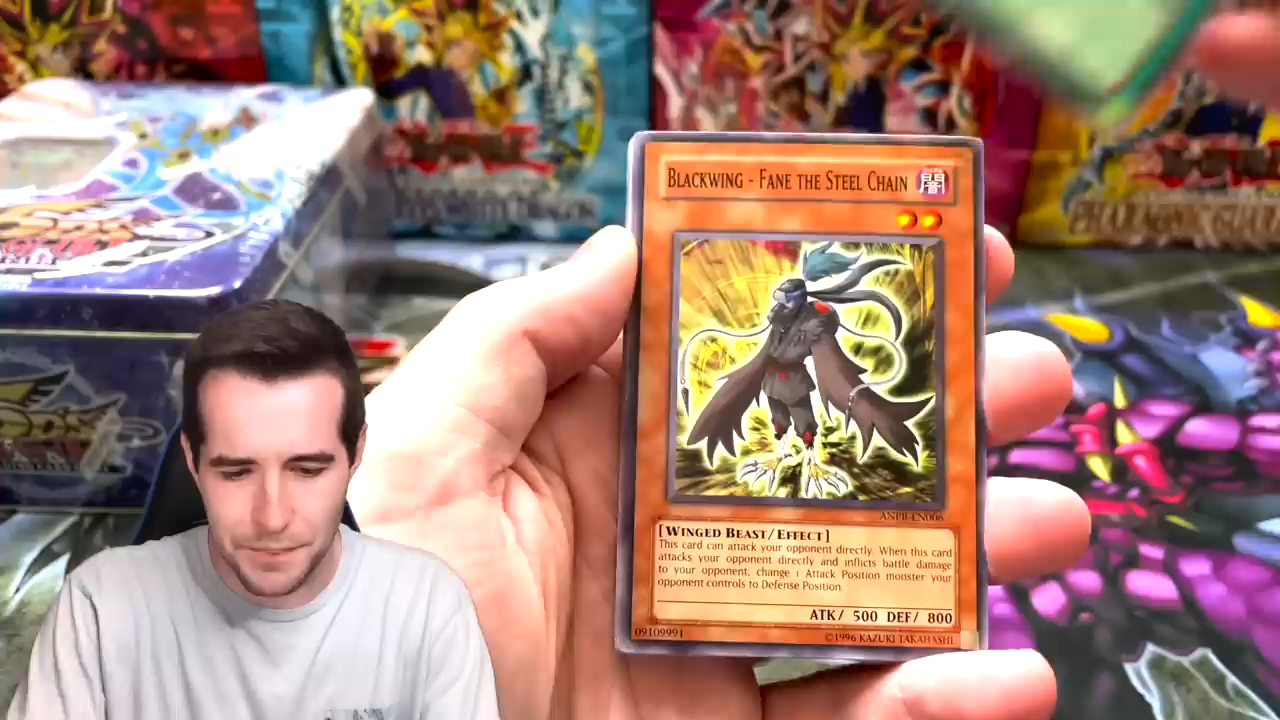 BLACKWING - FANE THE STEEL CHAIN
闇
ANPR-EN006
[WINGED BEAST/EFFECT]
This card can attack your opponent directly. When this card
attacks your opponent directly and inflicts battle damage
to your opponent, change 1 Attack Position monster your
opponent controls to Defense Position.
ATK/ 500 DEF/ 800
09109991
©1996 KAZUKI TAKAHASHI